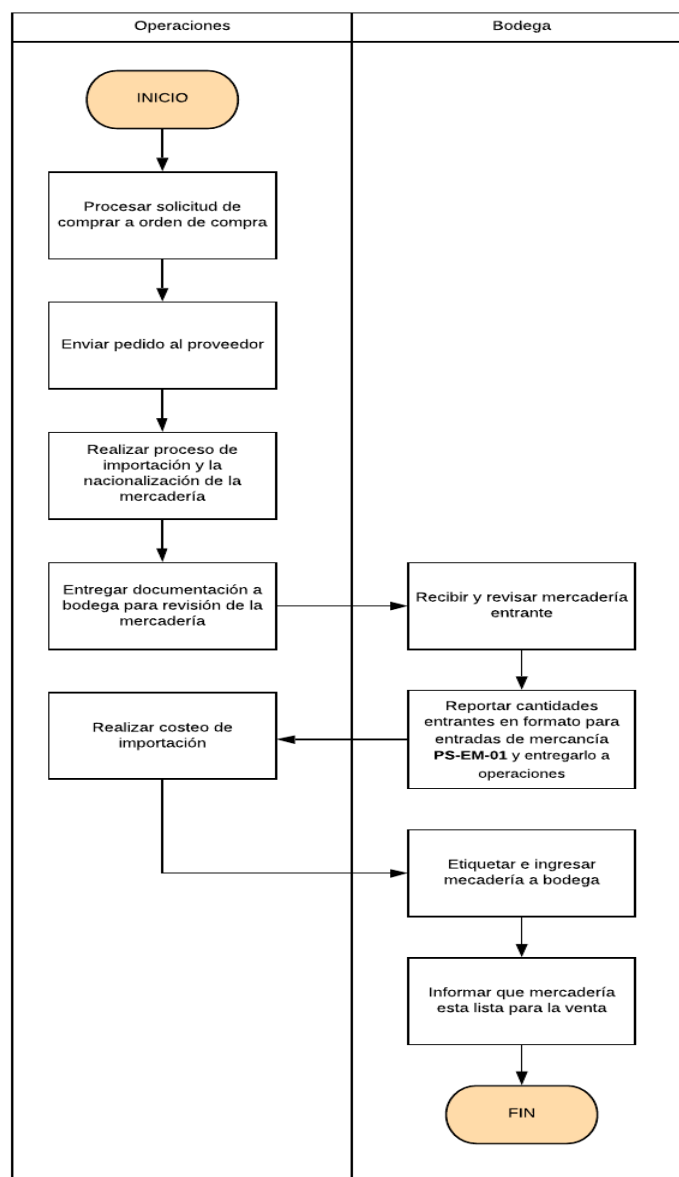 Operaciones
Bodega
INICIO
Procesar solicitud de
comprar a orden de compra
Enviar pedido al proveedor
Realizar proceso de
importación y la
nacionalización de la
mercadería
Entregar documentación a
bodega para revisión de la
mercadería
Recibir y revisar mercadería
entrante
Reportar cantidades
entrantes en formato para
entradas de mercancía
PS-EM-01 y entregarlo a
operaciones
Realizar costeo de
importación
Etiquetar e ingresar
mecadería a bodega
Informar que mercadería
esta lista para la venta
FIN